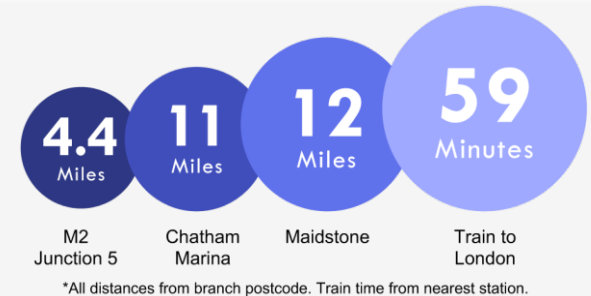 4.4
Miles
11
Miles
12
Miles
59
Minutes
M2
Junction 5
Chatham
Marina
Maidstone
Train to
London
*All distances from branch postcode. Train time from nearest station.